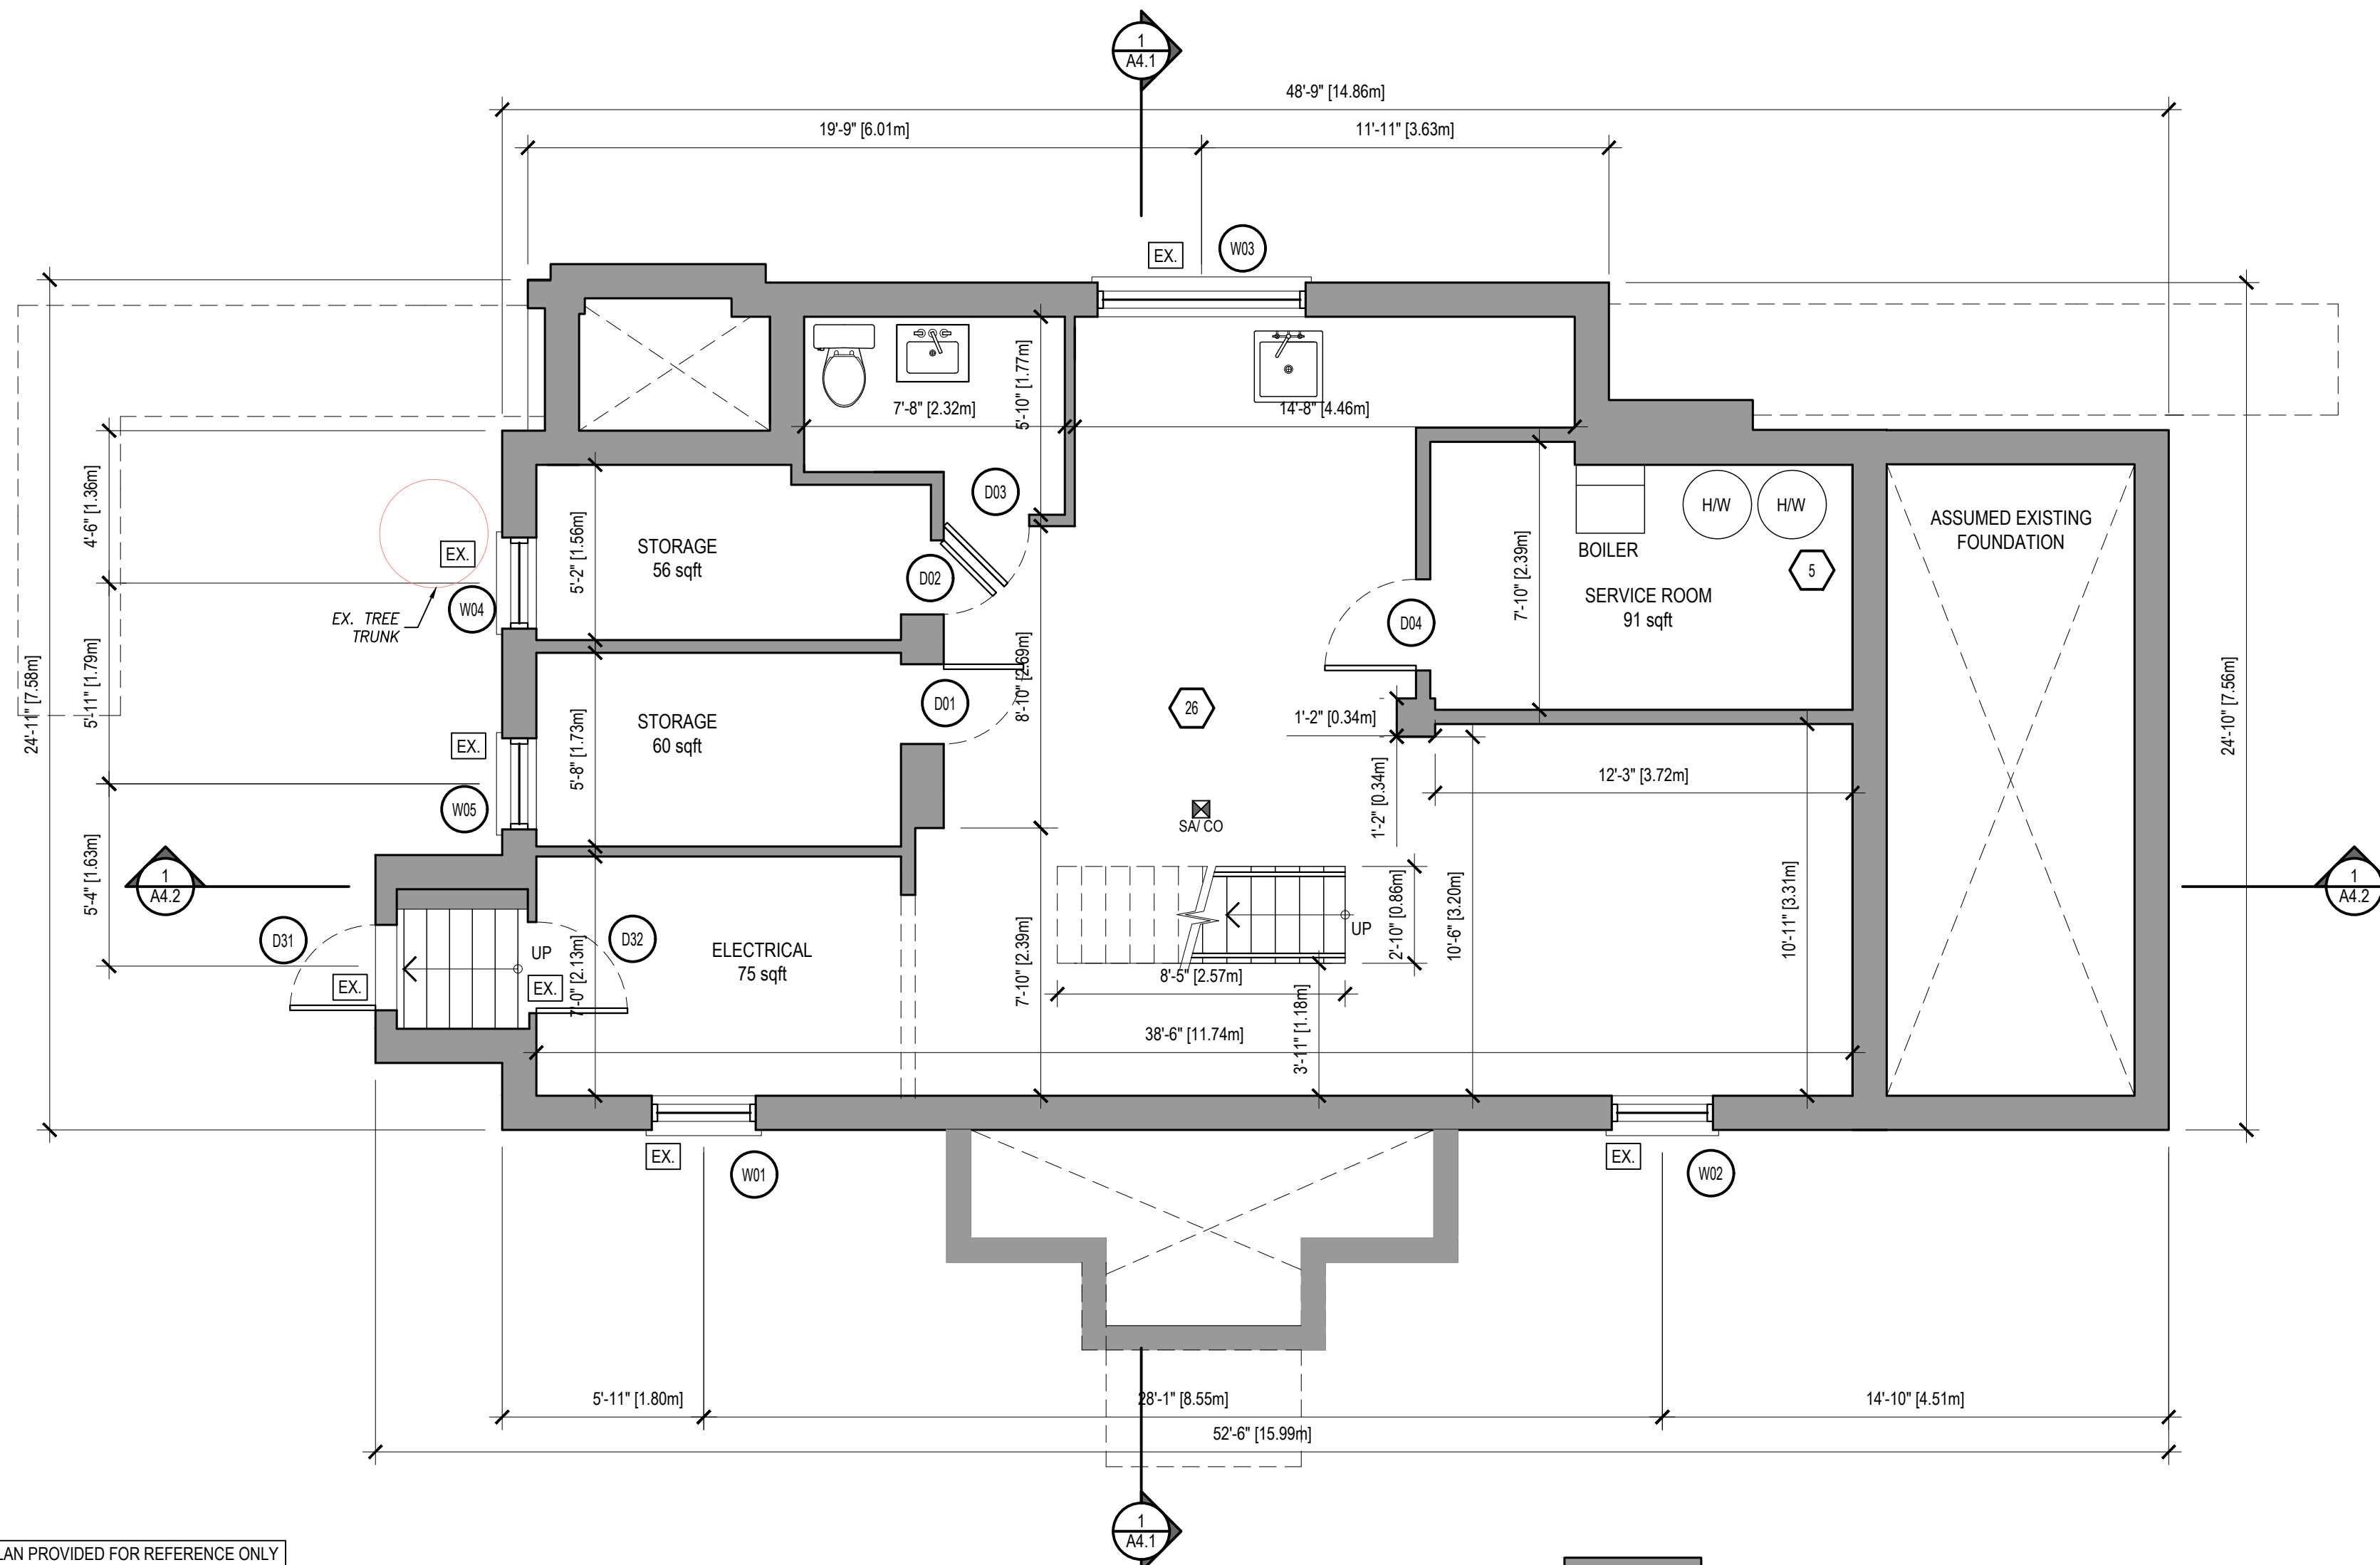 1
A4.1
48'-9" [14.86m]
19'-9" [6.01m]
11'-11" [3.63m]
EX.
W03
5'-10" [1.77m]
7'-8" [2.32m]
14'-8" [4.46m]
4'-6" [1.36m]
EX.
W04
EX. TREE
TRUNK
5'-2" [1.56m]
STORAGE
56 sqft
D03
D02
BOILER
H/W
H/W
5
SERVICE ROOM
91 sqft
7'-10" [2.39m]
D04
ASSUMED EXISTING
FOUNDATION
24'-11" [7.58m]
5'-11" [1.79m]
EX.
W05
5'-8" [1.73m]
STORAGE
60 sqft
D01
8'-10" [2.69m]
26
1'-2" [0.34m]
1'-2" [0.34m]
12'-3" [3.72m]
24'-10" [7.56m]
SA/ CO
5'-4" [1.63m]
1
A4.2
D31
EX.
UP
EX.
D32
7'-0" [2.13m]
ELECTRICAL
75 sqft
7'-10" [2.39m]
UP
8'-5" [2.57m]
2'-10" [0.86m]
10'-6" [3.20m]
10'-11" [3.31m]
3'-11" [1.18m]
38'-6" [11.74m]
1
A4.2
EX.
W01
EX.
W02
5'-11" [1.80m]
28'-1" [8.55m]
14'-10" [4.51m]
52'-6" [15.99m]
1
A4.1
LAN PROVIDED FOR REFERENCE ONLY